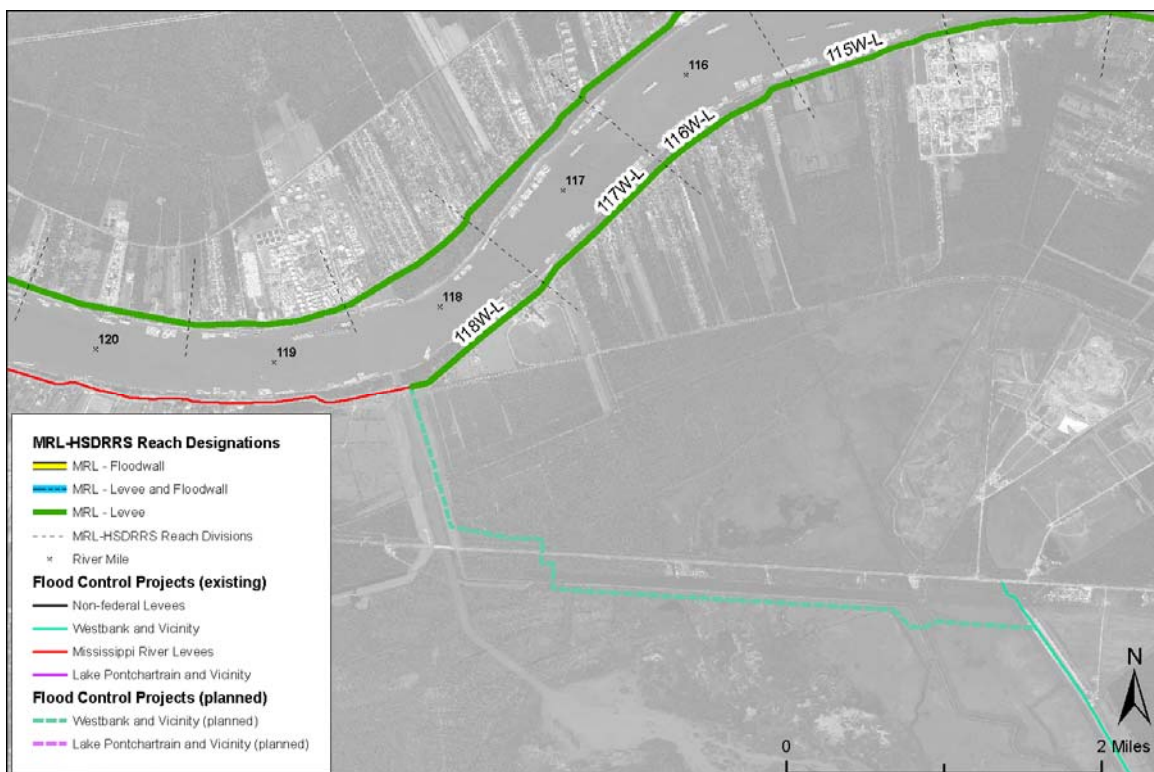 116
115W-L
116W-L
117
117W-L
118
118W-L
120
119
MRL-HSDRRS Reach Designations
MRL - Floodwall
MRL - Levee and Floodwall
MRL - Levee
MRL-HSDRRS Reach Divisions
River Mile
Flood Control Projects (existing)
Non-federal Levees
Westbank and Vicinity
Mississippi River Levees
Lake Pontchartrain and Vicinity
Flood Control Projects (planned)
Westbank and Vicinity (planned)
Lake Pontchartrain and Vicinity (planned)
N
0 2 Miles